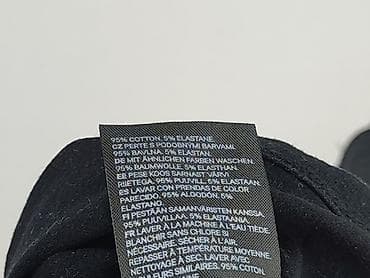 95% COTTON, 5% ELASTANE
CZ PERTE S PODOBNÝMI BARVAMI.
95% BAVLNA, 5% ELASTAN.
DE MIT ÄHNLICHEN FARBEN WASCHEN.
95% BAUMWOLLE, 5% ELASTHAN.
EE PESE KOOS SARNAST VÄRVI
RIIETEGA. 95% PUUVILL, 5% ELASTAAN.
ES LAVAR CON PRENDAS DE COLOR
PARECIDO. 95% ALGODÓN, 5%
ELASTANO.
FI PESTÄÄN SAMANVÄRISTEN KANSSA.
95% PUUVILLAA, 5% ELASTAANIA.
FR LAVER À LA MACHINE À L'EAU TIÈDE.
BLANCHIR SANS CHLORE SI
NÉCESSAIRE. SÉCHER À L'AIR.
REPASSER À TEMPÉRATURE MOYENNE.
NETTOYAGE À SEC. LAVER AVEC
COULEURS SIMILAIRES. 95% COTON